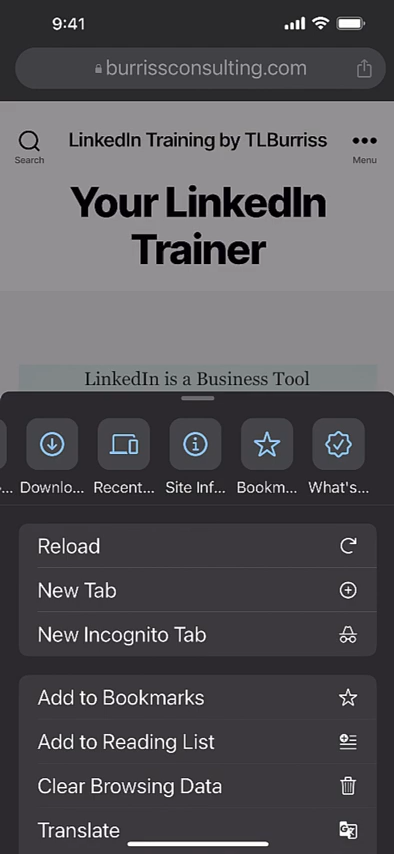 9:41
burrissconsulting.com
LinkedIn Training by TLBurriss
Search
Menu
Your LinkedIn
Trainer
LinkedIn is a Business Tool
Downlo... Recent... Site Inf... Bookm... What's...
Reload
New Tab
New Incognito Tab
Add to Bookmarks
Add to Reading List
Clear Browsing Data
Translate